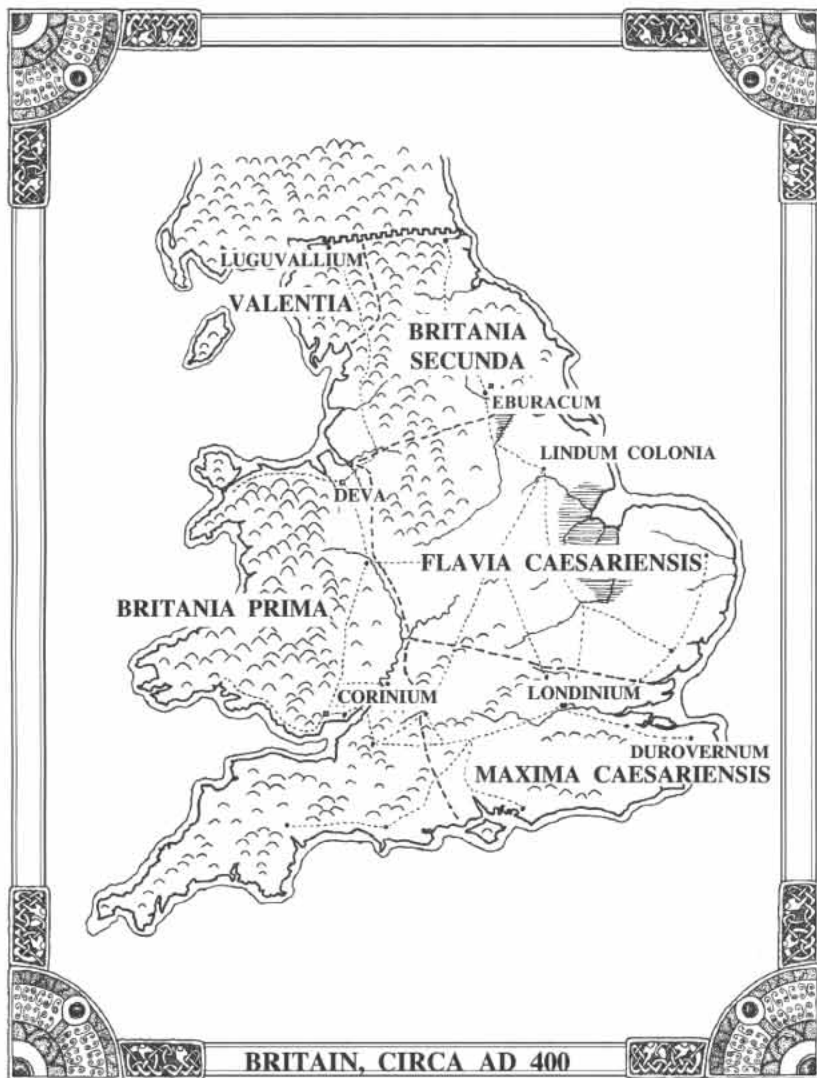 LUGUVALLIUM
VALENTIA
BRITANIA
SECUNDA
EBURACUM
LINDUM COLONIA
DEVA
FLAVIA CAESARIENSIS
BRITANIA PRIMA
CORINIUM
LONDINIUM
DUROVERNUM
MAXIMA CAESARIENSIS
BRITAIN, CIRCA AD 400